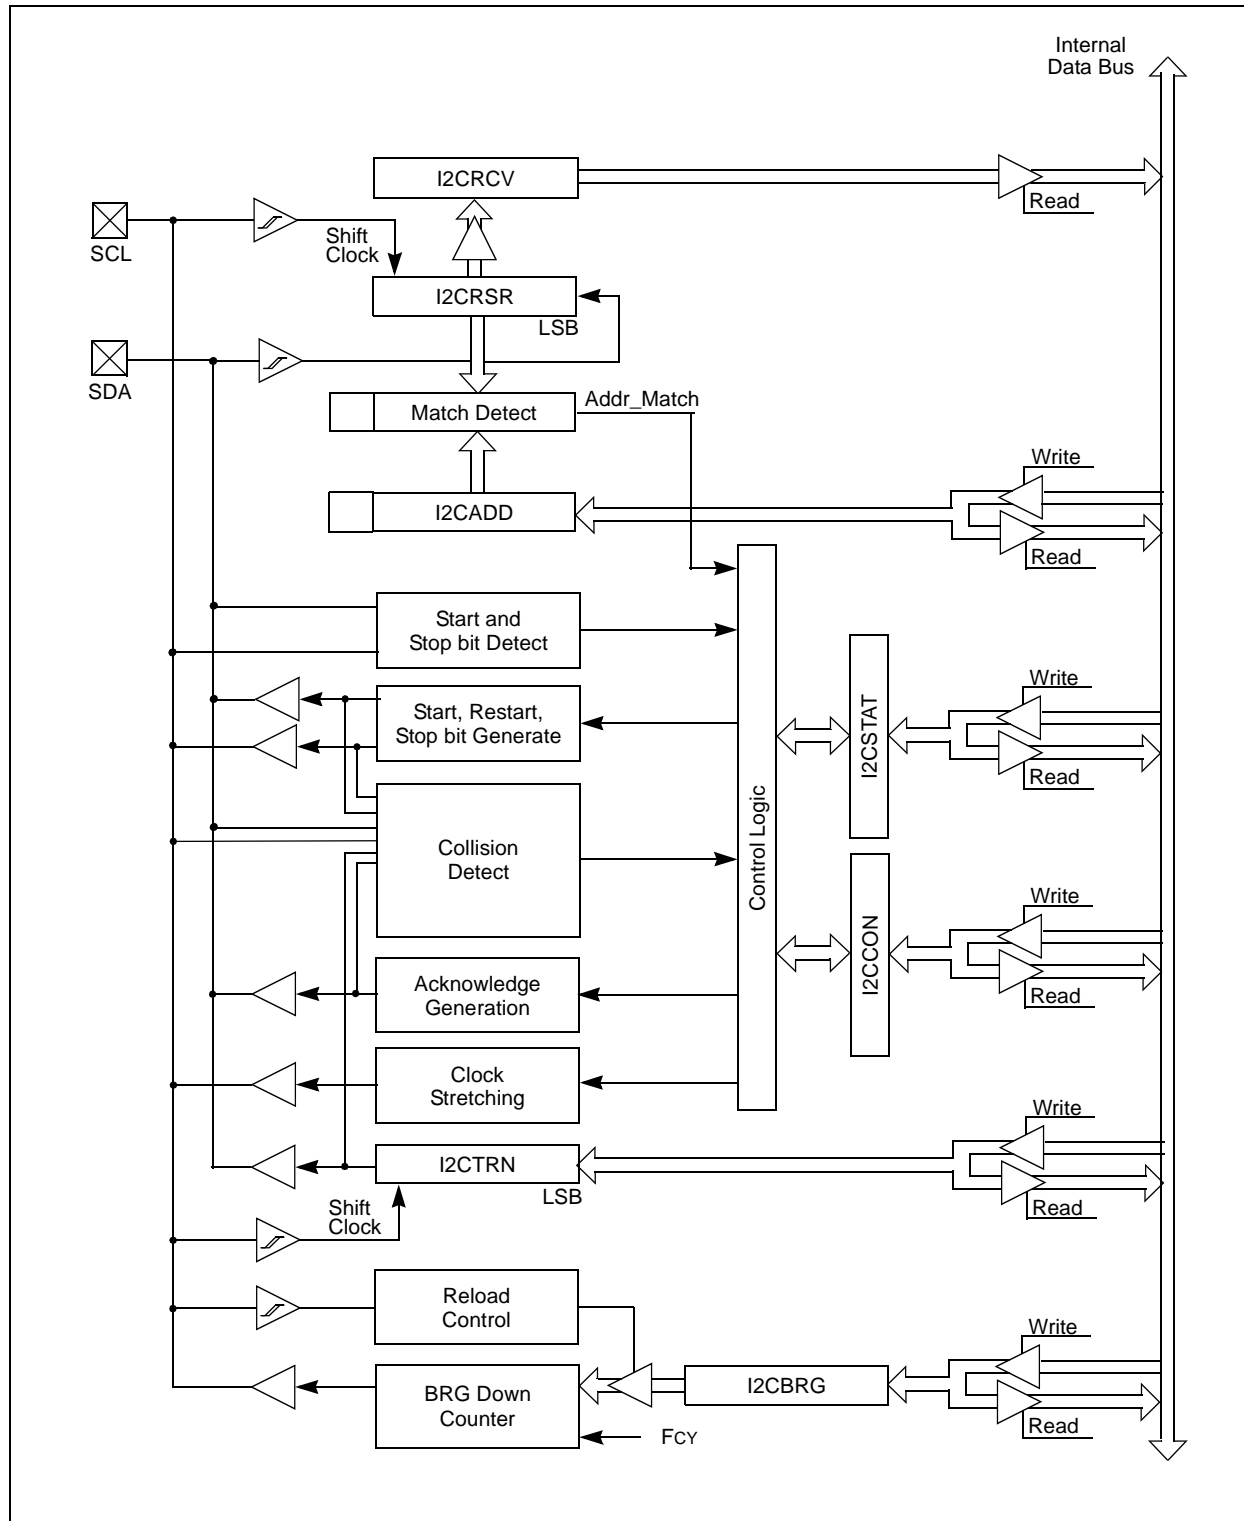 Internal
Data Bus
I2CRCV
Read
SCL
Shift
Clock
I2CRSR
LSB
SDA
Match Detect
Addr_Match
Write
I2CADD
Read
Start and
Stop bit Detect
Start, Restart,
Stop bit Generate
Write
I2CSTAT
Read
Control Logic
Collision
Detect
Write
I2CCON
Read
Acknowledge
Generation
Clock
Stretching
Write
I2CTRN
LSB
Read
Shift
Clock
Reload
Control
Write
BRG Down
Counter
I2CBRG
Read
FCY